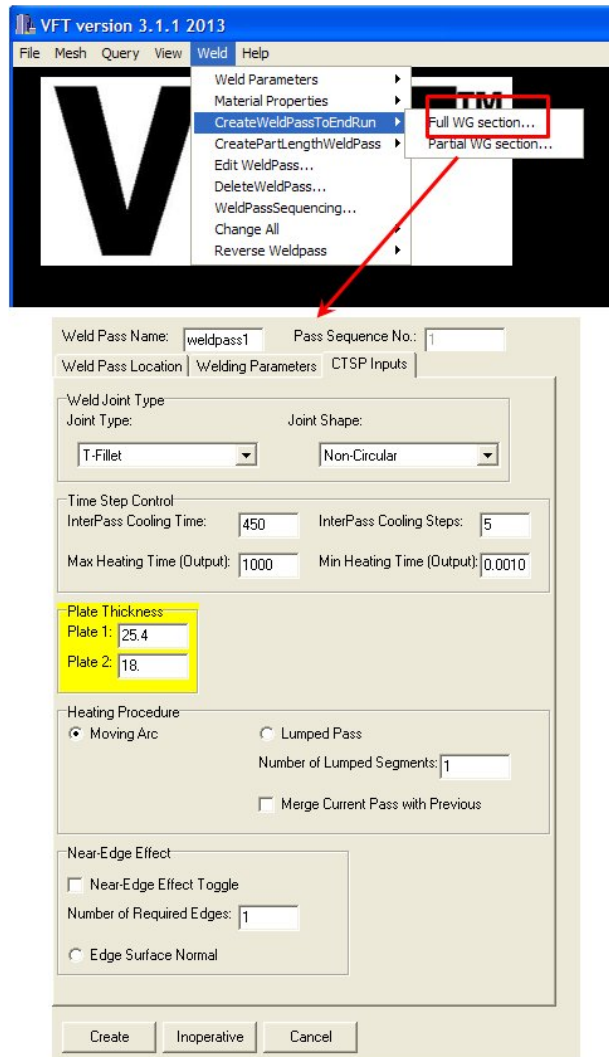 VFT version 3.1.1 2013
File Mesh Query View Weld Help
V TM
Weld Parameters
Material Properties
CreateWeldPassToEndRun
Full WG section...
CreatePartLengthWeldPass
Partial WG section...
Edit WeldPass...
DeleteWeldPass...
WeldPassSequencing...
Change All
Reverse Weldpass
Weld Pass Name: weldpass1 Pass Sequence No.: 1
Weld Pass Location Welding Parameters CTSP Inputs
Weld Joint Type
Joint Type: Joint Shape:
T-Fillet Non-Circular
Time Step Control
InterPass Cooling Time: 450 InterPass Cooling Steps: 5
Max Heating Time (Output): 1000 Min Heating Time (Output): 0.0010
Plate Thickness
Plate 1: 25.4
Plate 2: 18.
Heating Procedure
Moving Arc Lumped Pass
Number of Lumped Segments: 1
Merge Current Pass with Previous
Near-Edge Effect
Near-Edge Effect Toggle
Number of Required Edges: 1
Edge Surface Normal
Create Inoperative Cancel